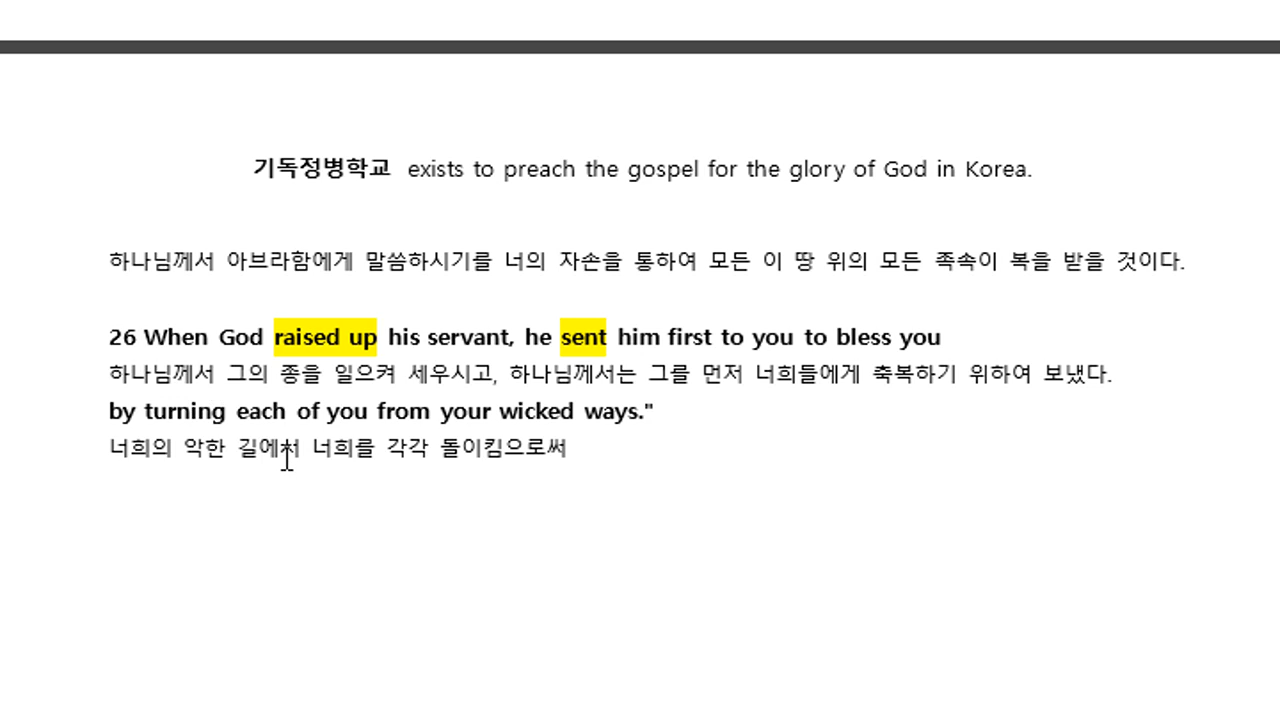 기독정병학교 exists to preach the gospel for the glory of God in Korea.
하나님께서 아브라함에게 말씀하시기를 너의 자손을 통하여 모든 이 땅 위의 모든 족속이 복을 받을 것이다.
26 When God raised up his servant, he sent him first to you to bless you
하나님께서 그의 종을 일으켜 세우시고, 하나님께서는 그를 먼저 너희들에게 축복하기 위하여 보냈다.
by turning each of you from your wicked ways."
너희의 악한 길에서 너희를 각각 돌이킴으로써